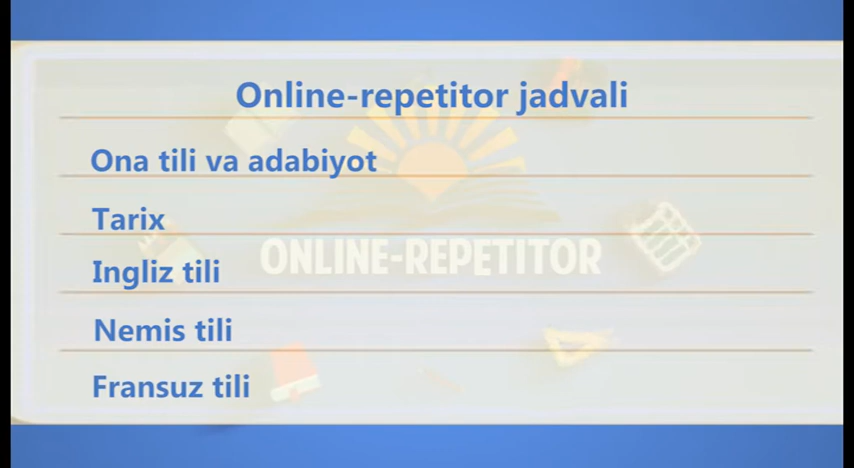 Online-repetitor jadvali
Ona tili va adabiyot
Tarix
ONLINE-REPETITOR
Ingliz tili
Nemis tili
Fransuz tili